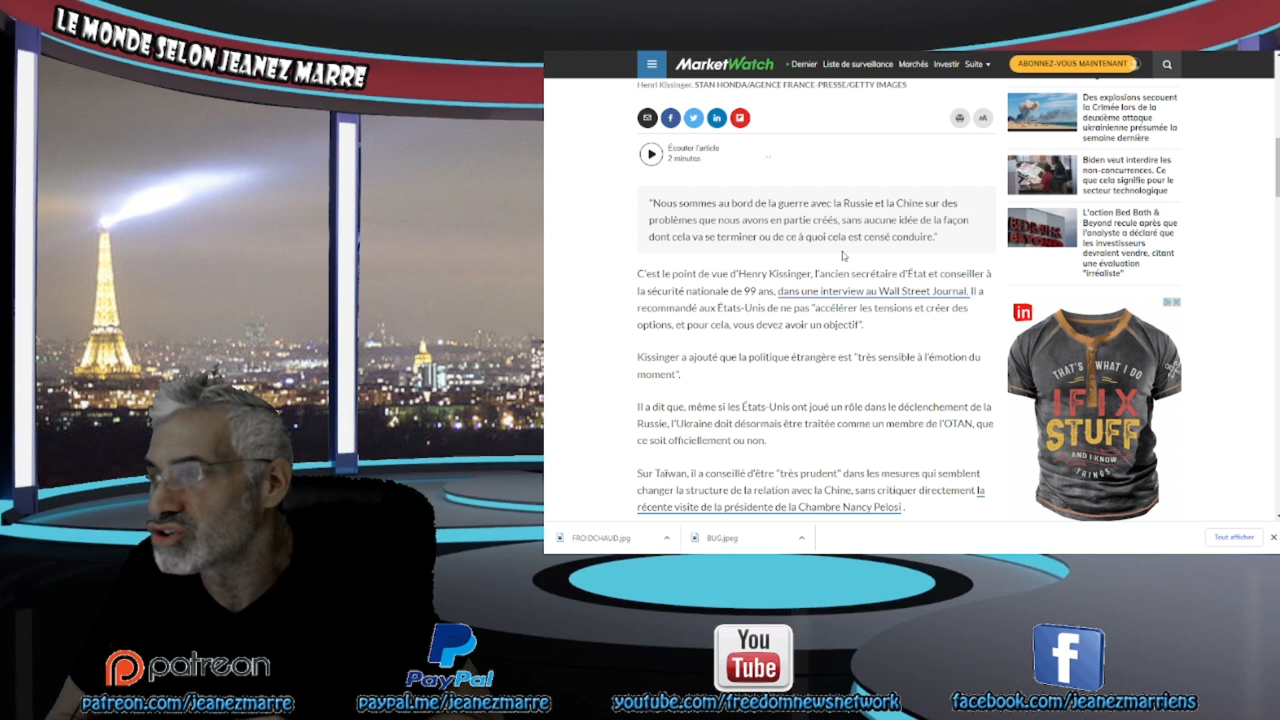 LE MONDE SELON JEANEZ MARRE
MarketWatch
Dernier Liste de surveillance Marchés Investir Suite
ABONNEZ-VOUS MAINTENANT
Henri Kissinger. STAN HONDA/AGENCE FRANCE-PRESSE/GETTY IMAGES
AA
Écouter l'article
2 minutes
"Nous sommes au bord de la guerre avec la Russie et la Chine sur des
problèmes que nous avons en partie créés, sans aucune idée de la façon
dont cela va se terminer ou de ce à quoi cela est censé conduire."
C'est le point de vue d'Henry Kissinger, l'ancien secrétaire d'État et conseiller à
la sécurité nationale de 99 ans, dans une interview au Wall Street Journal. Il a
recommandé aux États-Unis de ne pas "accélérer les tensions et créer des
options, et pour cela, vous devez avoir un objectif".
Kissinger a ajouté que la politique étrangère est "très sensible à l'émotion du
moment".
Il a dit que, même si les États-Unis ont joué un rôle dans le déclenchement de la
Russie, l'Ukraine doit désormais être traitée comme un membre de l'OTAN, que
ce soit officiellement ou non.
Sur Taïwan, il a conseillé d'être "très prudent" dans les mesures qui semblent
changer la structure de la relation avec la Chine, sans critiquer directement la
récente visite de la présidente de la Chambre Nancy Pelosi .
Des explosions secouent
la Crimée lors de la
deuxième attaque
ukrainienne présumée la
semaine dernière
Biden veut interdire les
non-concurrences. Ce
que cela signifie pour le
secteur technologique
BED BATH &
BEYOND
L'action Bed Bath &
Beyond recule après que
l'analyste a déclaré que
les investisseurs
devraient vendre, citant
une évaluation
"irréaliste"
in
THAT'S WHAT I DO
I FIX
STUFF
AND I KNOW
THINGS
FROIDCHAUD.jpg
BUG.jpeg
Tout afficher
patreon
patreon.com/jeanezmarre
PayPal
paypal.me/jeanezmarre
You
Tube
youtube.com/freedomnewsnetwork
f
facebook.com/jeanezmarriens